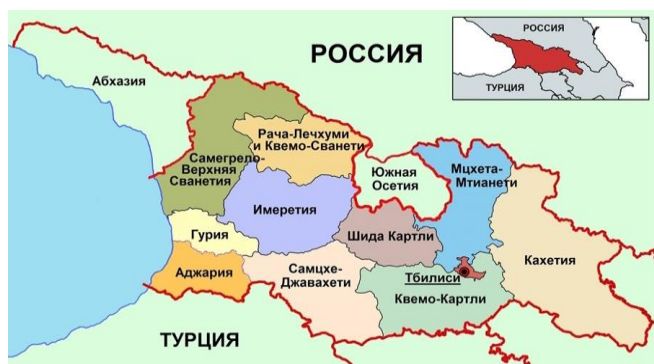 РОССИЯ
РОССИЯ
ТУРЦИЯ
Абхазия
Рача-Лечхуми
и Квемо-Сванети
Самегрело-
Верхняя
Сванетия
Южная
Осетия
Мцхета-
Мтианети
Имеретия
Гурия
Шида Картли
Кахетия
Аджария
Самцхе-
Джавахети
Тбилиси
Квемо-Картли
ТУРЦИЯ